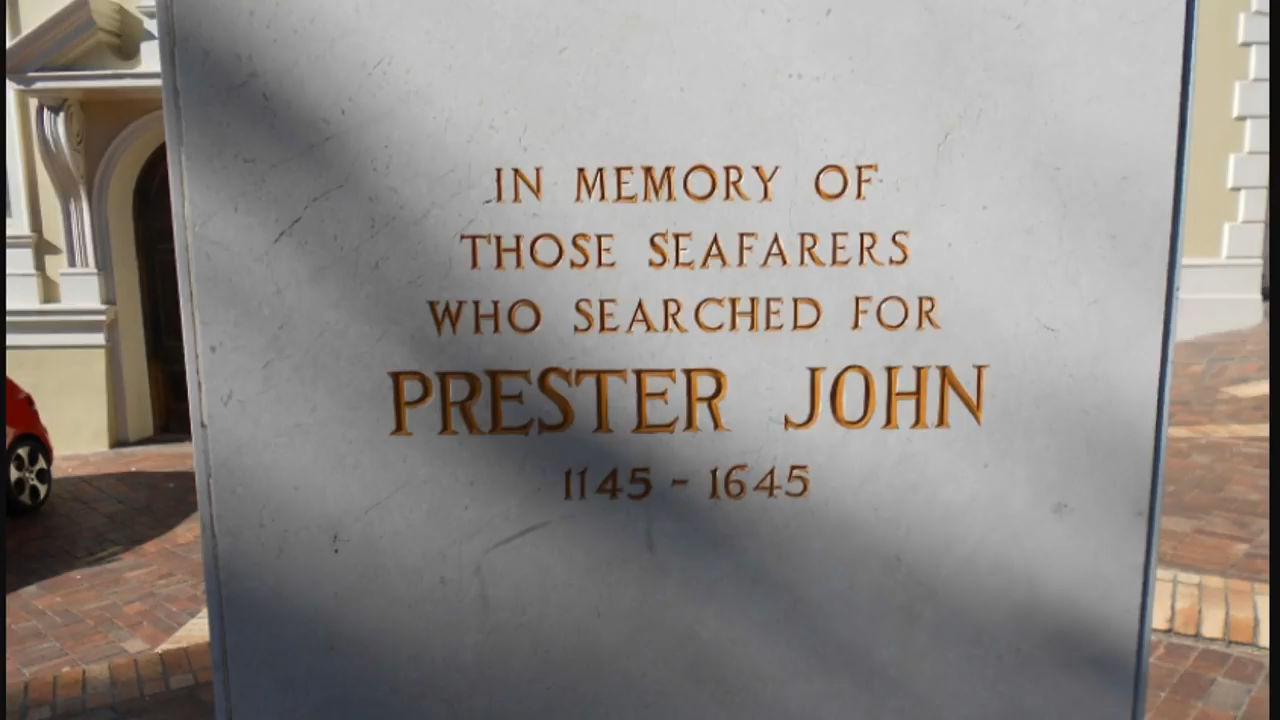 IN MEMORY OF
THOSE SEAFARERS
WHO SEARCHED FOR
PRESTER JOHN
1145 - 1645